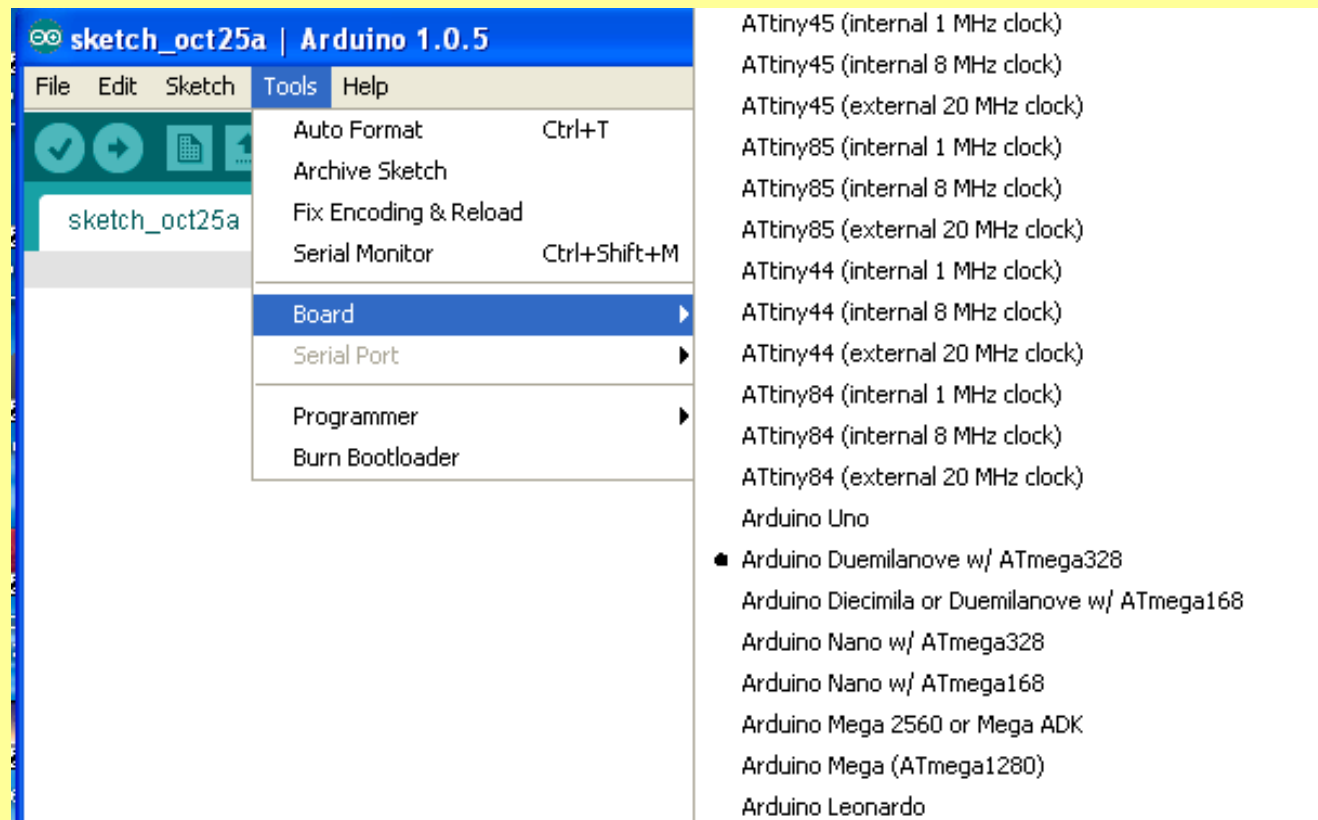 sketch_oct25a | Arduino 1.0.5
File Edit Sketch Tools Help
sketch_oct25a
Auto Format Ctrl+T
Archive Sketch
Fix Encoding & Reload
Serial Monitor Ctrl+Shift+M
Board
Serial Port
Programmer
Burn Bootloader
ATtiny45 (internal 1 MHz clock)
ATtiny45 (internal 8 MHz clock)
ATtiny45 (external 20 MHz clock)
ATtiny85 (internal 1 MHz clock)
ATtiny85 (internal 8 MHz clock)
ATtiny85 (external 20 MHz clock)
ATtiny44 (internal 1 MHz clock)
ATtiny44 (internal 8 MHz clock)
ATtiny44 (external 20 MHz clock)
ATtiny84 (internal 1 MHz clock)
ATtiny84 (internal 8 MHz clock)
ATtiny84 (external 20 MHz clock)
Arduino Uno
Arduino Duemilanove w/ ATmega328
Arduino Diecimila or Duemilanove w/ ATmega168
Arduino Nano w/ ATmega328
Arduino Nano w/ ATmega168
Arduino Mega 2560 or Mega ADK
Arduino Mega (ATmega1280)
Arduino Leonardo